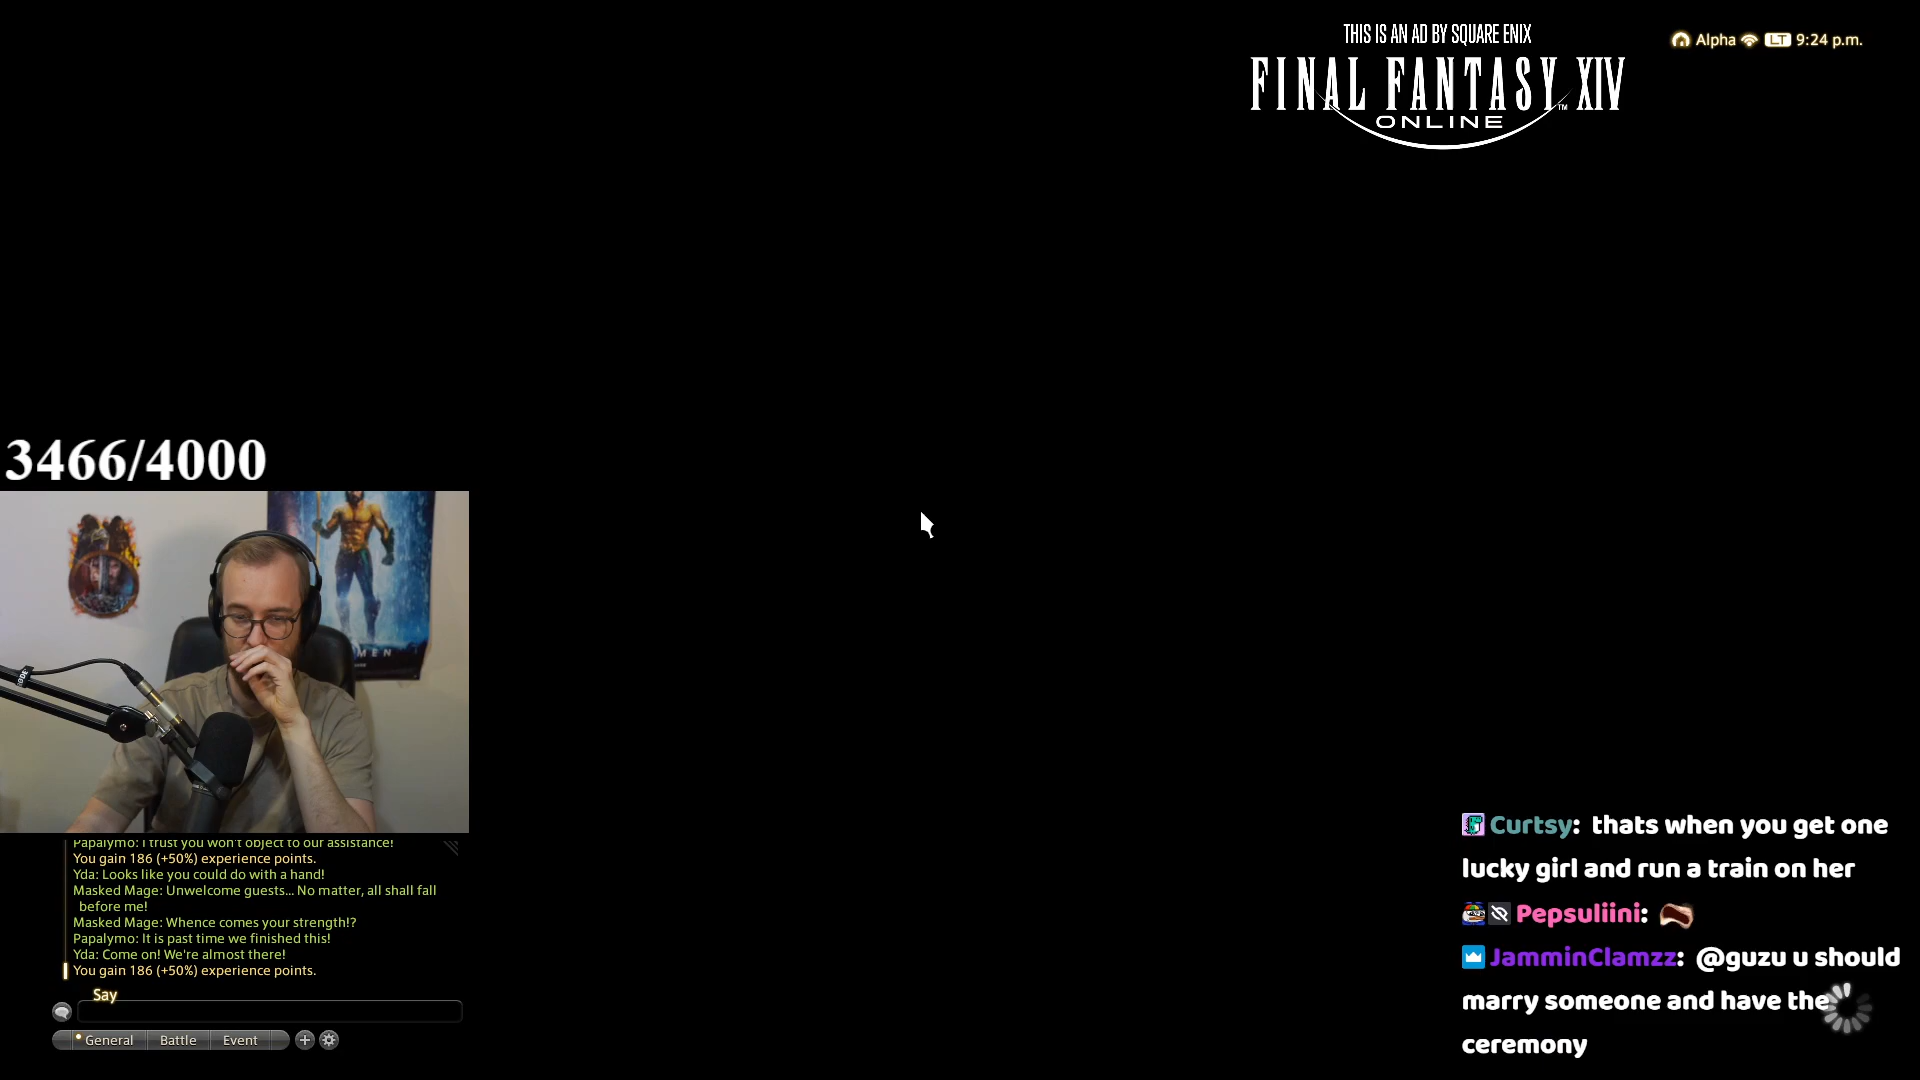 THIS IS AN AD BY SQUARE ENIX
FINAL FANTASY XIV
ONLINE
Alpha LT 9:24 p.m.
3466/4000
RODE
MEN
Papalymo: I trust you won't object to our assistance!
You gain 186 (+50%) experience points.
Yda: Looks like you could do with a hand!
Masked Mage: Unwelcome guests... No matter, all shall fall
before me!
Masked Mage: Whence comes your strength!?
Papalymo: It is past time we finished this!
Yda: Come on! We're almost there!
You gain 186 (+50%) experience points.
Say
General Battle Event
Curtsy: thats when you get one
lucky girl and run a train on her
Pepsuliini:
JamminClamzz: @guzu u should
marry someone and have the
ceremony